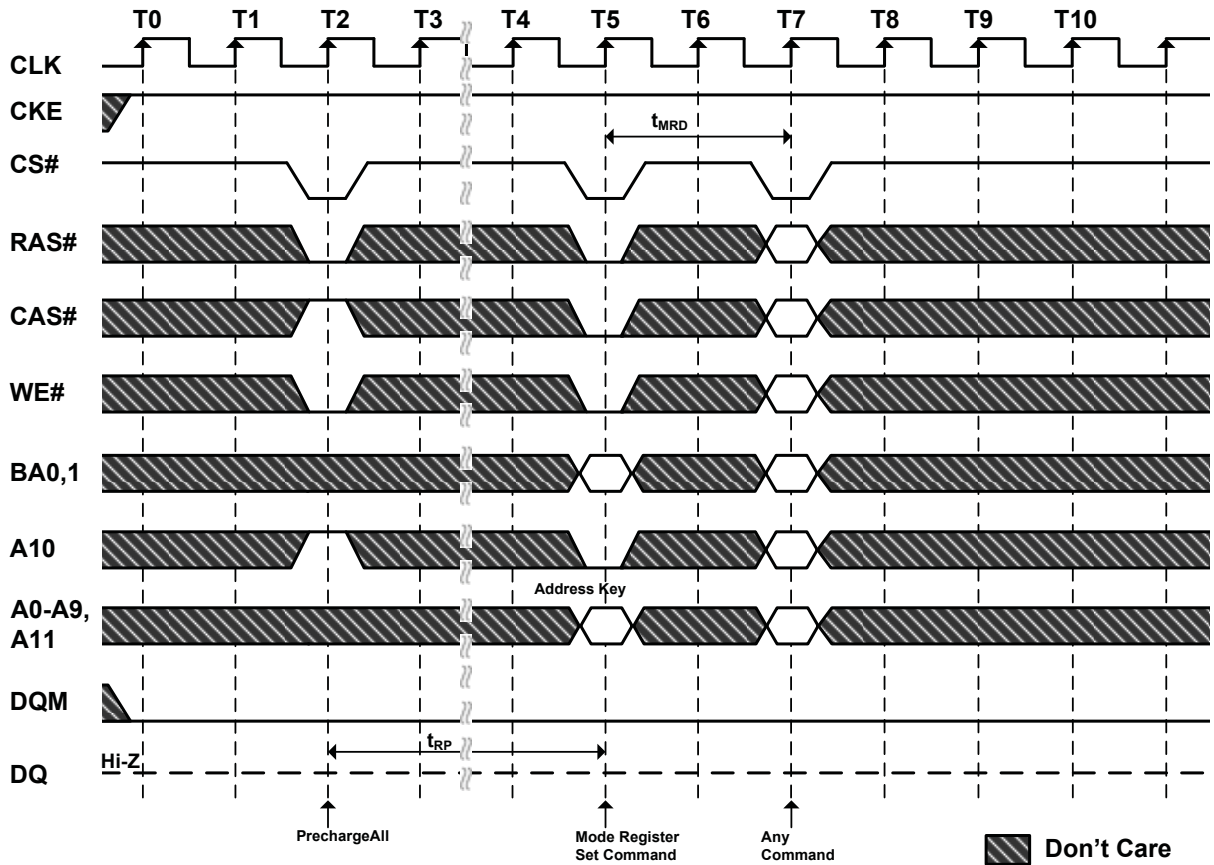 T0 T1 T2 T3 T4 T5 T6 T7 T8 T9 T10
CLK
CKE
tMRD
CS#
RAS#
CAS#
WE#
BA0,1
A10
Address Key
A0-A9,
A11
DQM
tRP
Hi-Z
DQ
PrechargeAll
Mode Register
Set Command
Any
Command
Don't Care